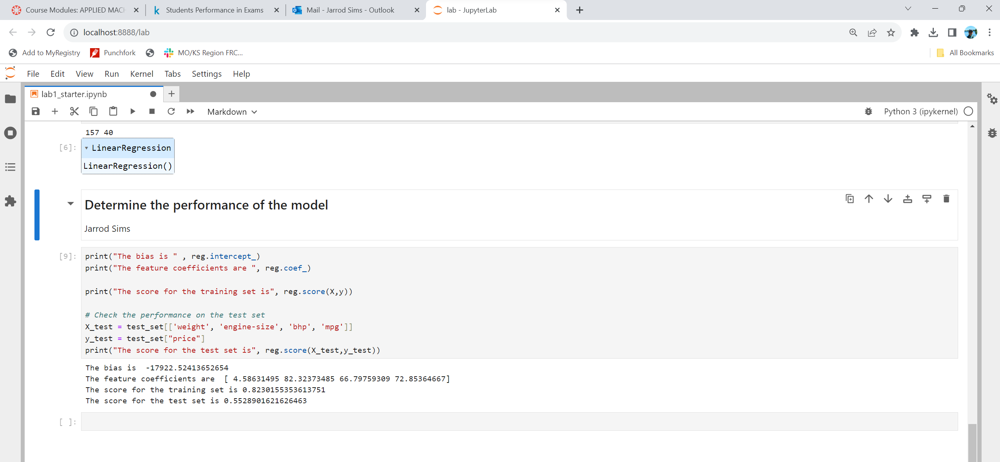 Course Modules: APPLIED MACH
Students Performance in Exams
Mail - Jarrod Sims - Outlook
lab - JupyterLab
localhost:8888/lab
Add to MyRegistry
Punchfork
MO/KS Region FRC...
All Bookmarks
File Edit View Run Kernel Tabs Settings Help
lab1_starter.ipynb
Markdown
Python 3 (ipykernel)
157 40
[6]:
LinearRegression
LinearRegression()
Determine the performance of the model
Jarrod Sims
[9]:
print("The bias is " , reg.intercept_)
print("The feature coefficients are ", reg.coef_)
print("The score for the training set is", reg.score(X,y))
# Check the performance on the test set
X_test = test_set[['weight', 'engine-size', 'bhp', 'mpg']]
y_test = test_set["price"]
print("The score for the test set is", reg.score(X_test,y_test))
The bias is  -17922.52413652654
The feature coefficients are  [ 4.58631495 82.32373485 66.79759309 72.85364667]
The score for the training set is 0.8230155353613751
The score for the test set is 0.5528901621626463
[ ]: